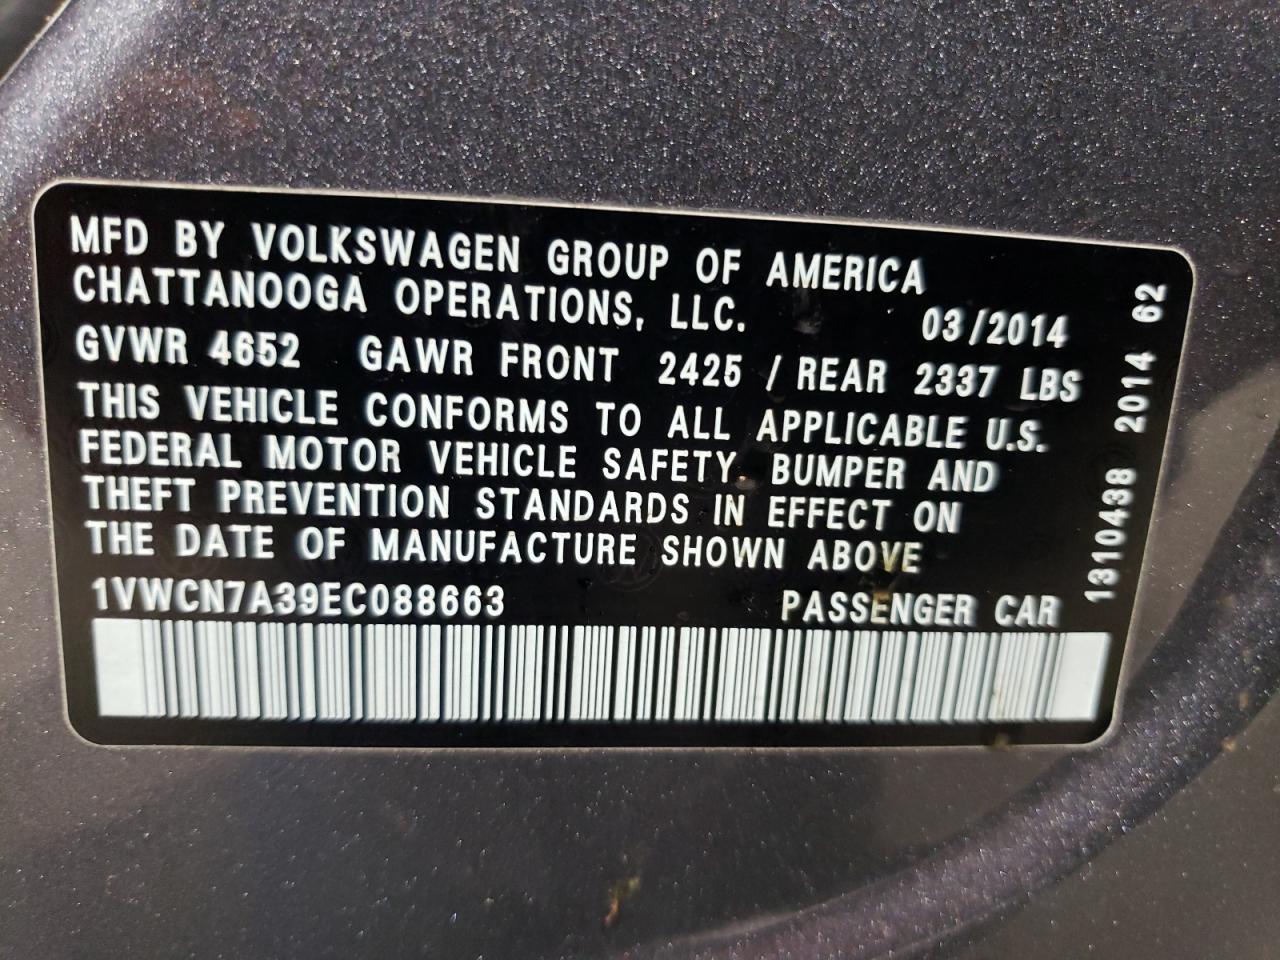 MFD BY VOLKSWAGEN GROUP OF AMERICA
CHATTANOOGA OPERATIONS, LLC. 03/2014
GVWR 4652 GAWR FRONT 2425 / REAR 2337 LBS
THIS VEHICLE CONFORMS TO ALL APPLICABLE U.S.
FEDERAL MOTOR VEHICLE SAFETY, BUMPER AND
THEFT PREVENTION STANDARDS IN EFFECT ON
THE DATE OF MANUFACTURE SHOWN ABOVE
1VWCN7A39EC088663 PASSENGER CAR
1310438 2014 62